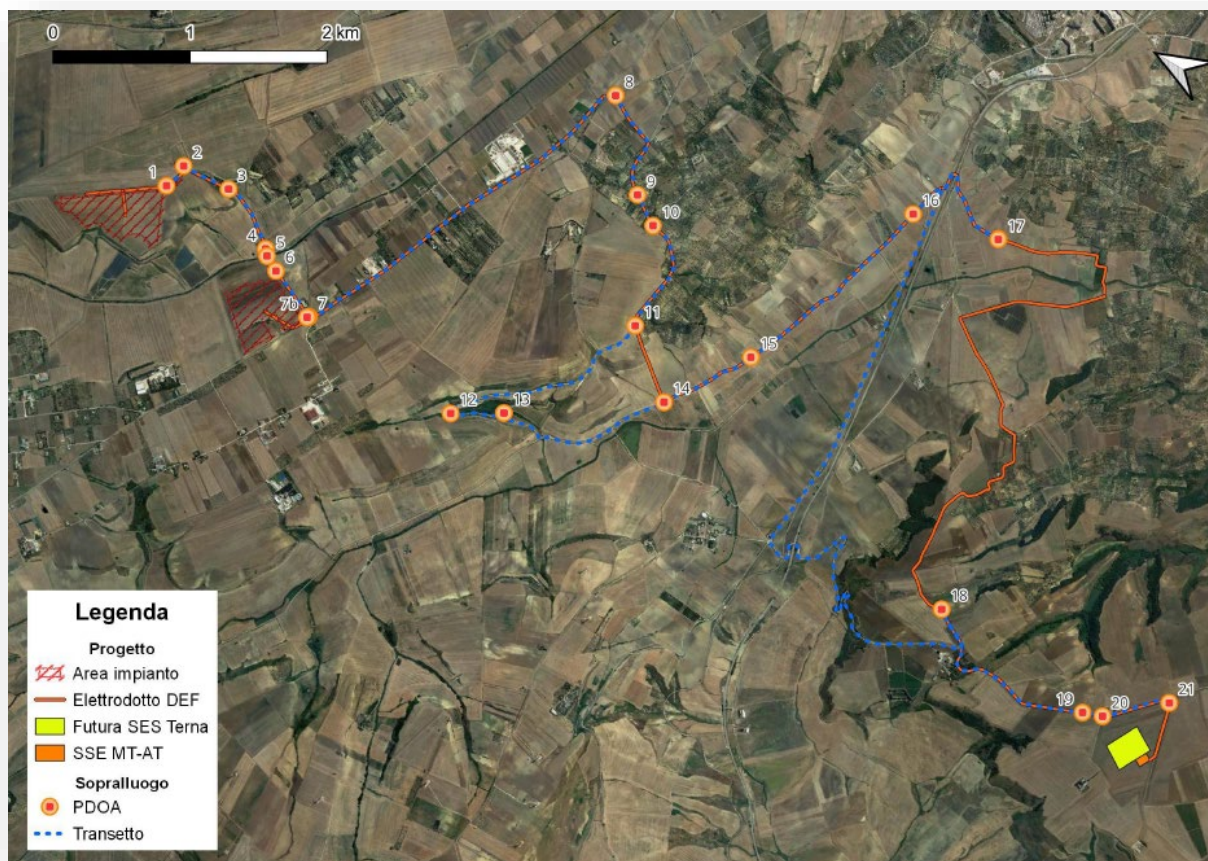 0 1 2 km
8
2
1
3
9
16
10
4
5
17
6
7b
7
11
15
14
12
13
18
21
19
20
Legenda
Progetto
Area impianto
Elettrodotto DEF
Futura SES Terna
SSE MT-AT
Sopralluogo
PDOA
Transetto